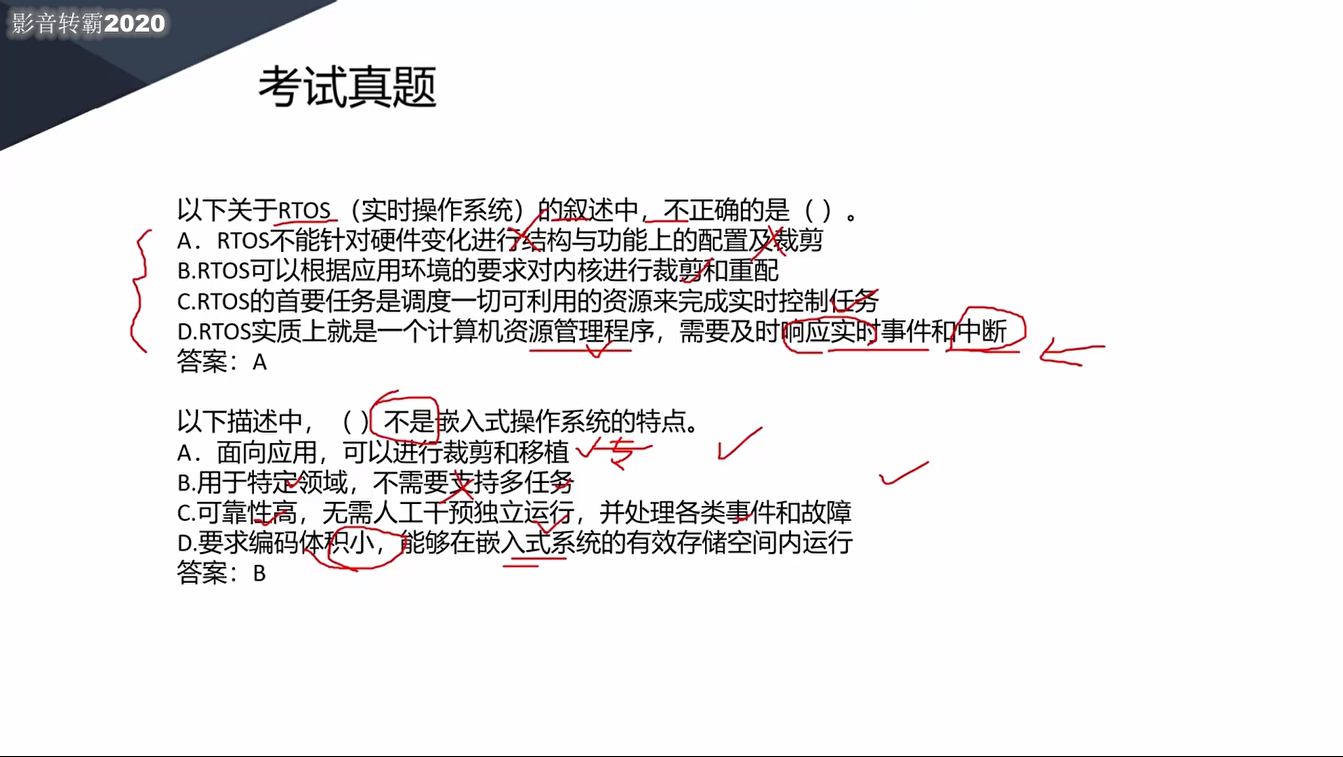 影音转霸2020
考试真题
以下关于RTOS（实时操作系统）的叙述中，不正确的是（ ）。
A．RTOS不能针对硬件变化进行结构与功能上的配置及裁剪
B.RTOS可以根据应用环境的要求对内核进行裁剪和重配
C.RTOS的首要任务是调度一切可利用的资源来完成实时控制任务
D.RTOS实质上就是一个计算机资源管理程序，需要及时响应实时事件和中断
答案：A
以下描述中，（ ）不是嵌入式操作系统的特点。
A．面向应用，可以进行裁剪和移植
B.用于特定领域，不需要支持多任务
C.可靠性高，无需人工干预独立运行，并处理各类事件和故障
D.要求编码体积小，能够在嵌入式系统的有效存储空间内运行
答案：B